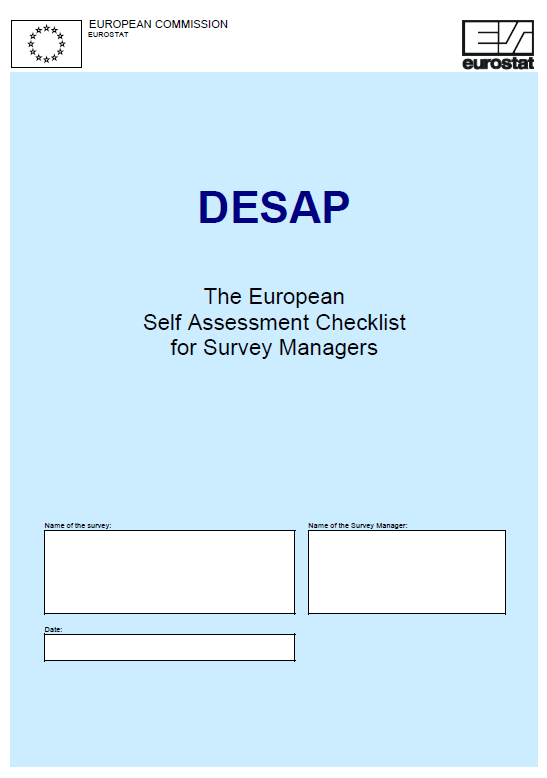 EUROPEAN COMMISSION
EUROSTAT
eurostat
DESAP
The European
Self Assessment Checklist
for Survey Managers
Name of the survey:
Name of the Survey Manager:
Date: